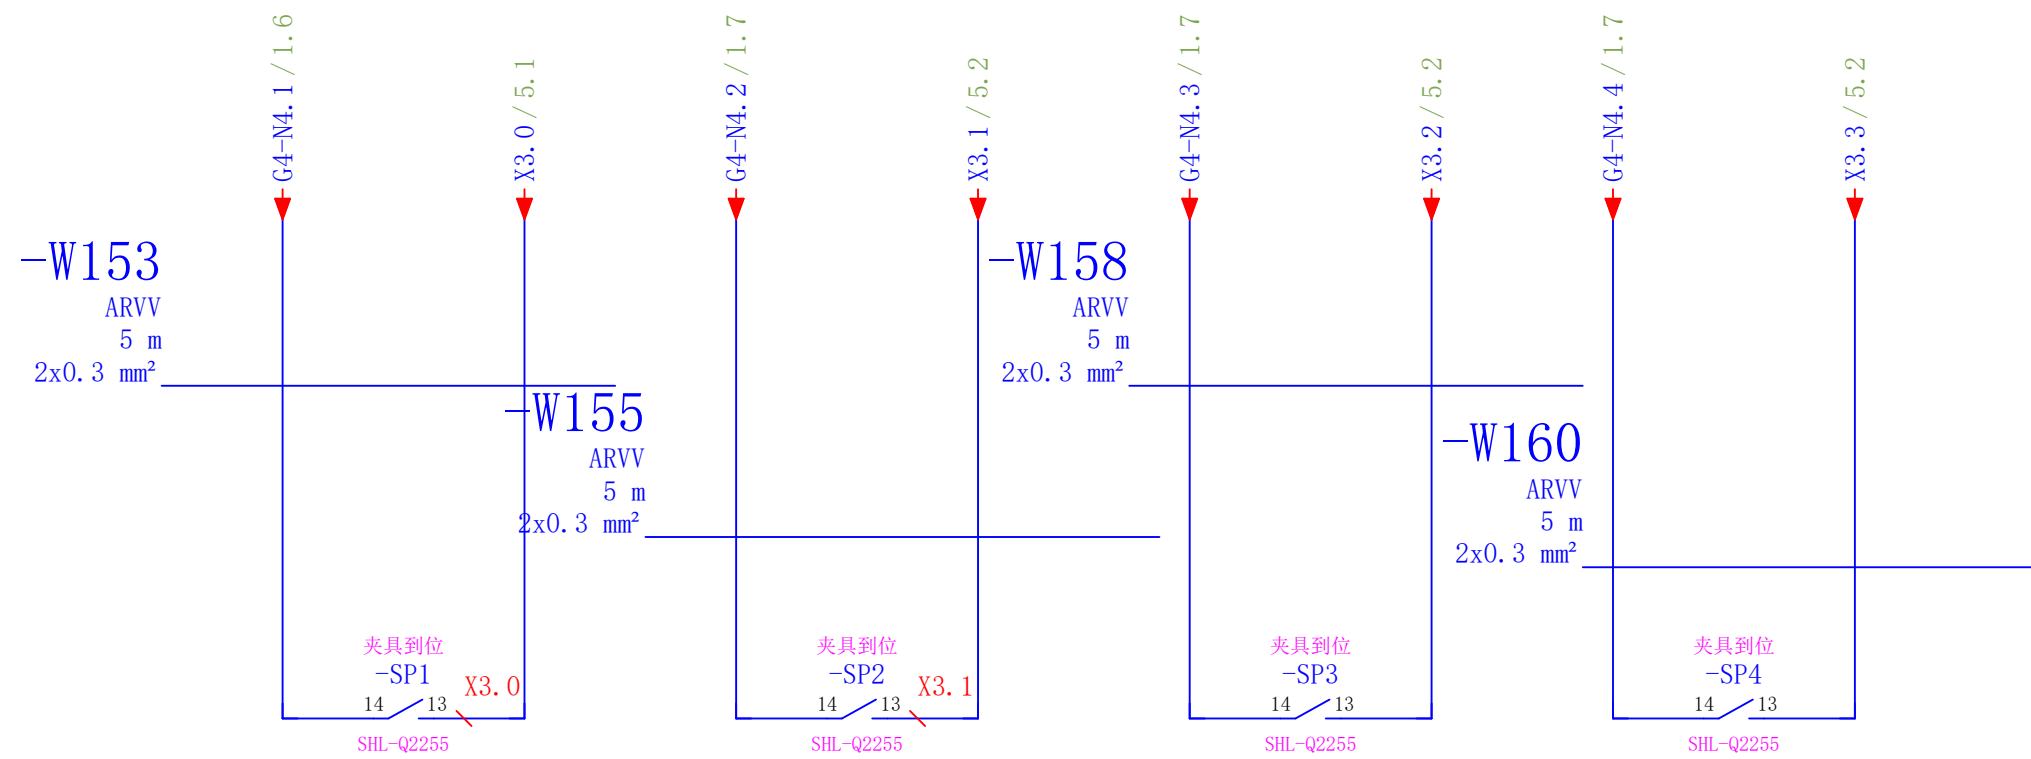 G4-N4.1/1.6
X3.0/5.1
G4-N4.2/1.7
X3.1/5.2
G4-N4.3/1.7
X3.2/5.2
G4-N4.4/1.7
X3.3/5.2
-W153
ARVV
5 m
2x0.3 mm²
-W155
ARVV
5 m
2x0.3 mm²
-W158
ARVV
5 m
2x0.3 mm²
-W160
ARVV
5 m
2x0.3 mm²
夹具到位
-SP1
14 13 X3.0
SHL-Q2255
夹具到位
-SP2
14 13 X3.1
SHL-Q2255
夹具到位
-SP3
14 13
SHL-Q2255
夹具到位
-SP4
14 13
SHL-Q2255